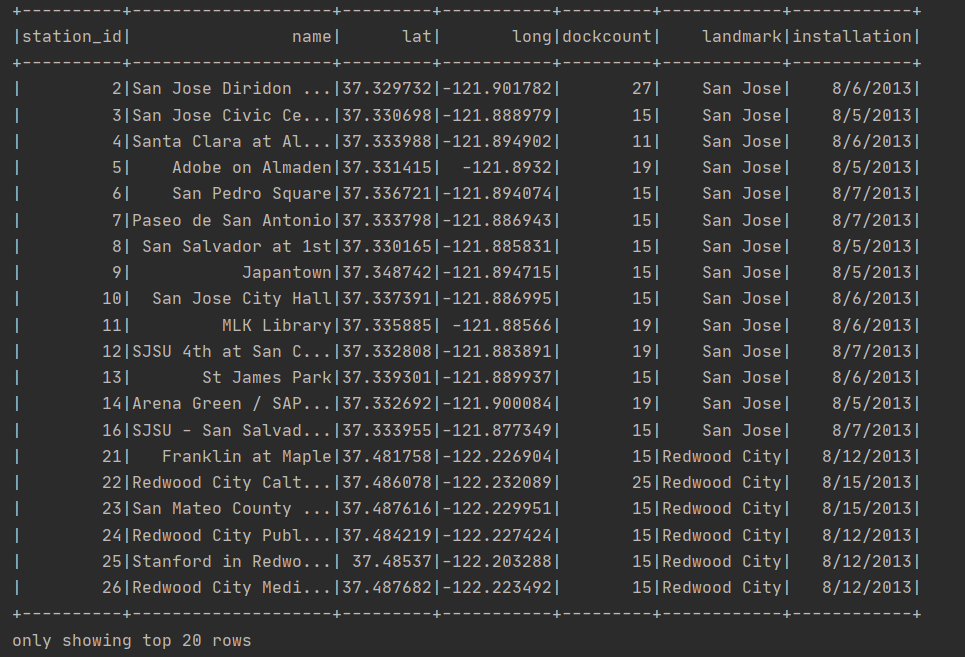 +----------+--------------------+---------+-----------+---------+------------+------------+
|station_id|                name|      lat|       long|dockcount|    landmark|installation|
+----------+--------------------+---------+-----------+---------+------------+------------+
|         2|San Jose Diridon ...|37.329732|-121.901782|       27|    San Jose|    8/6/2013|
|         3|San Jose Civic Ce...|37.330698|-121.888979|       15|    San Jose|    8/5/2013|
|         4|Santa Clara at Al...|37.333988|-121.894902|       11|    San Jose|    8/6/2013|
|         5|    Adobe on Almaden|37.331415|  -121.8932|       19|    San Jose|    8/5/2013|
|         6|    San Pedro Square|37.336721|-121.894074|       15|    San Jose|    8/7/2013|
|         7|Paseo de San Antonio|37.333798|-121.886943|       15|    San Jose|    8/7/2013|
|         8| San Salvador at 1st|37.330165|-121.885831|       15|    San Jose|    8/5/2013|
|         9|           Japantown|37.348742|-121.894715|       15|    San Jose|    8/5/2013|
|        10|  San Jose City Hall|37.337391|-121.886995|       15|    San Jose|    8/6/2013|
|        11|         MLK Library|37.335885| -121.88566|       19|    San Jose|    8/6/2013|
|        12|SJSU 4th at San C...|37.332808|-121.883891|       19|    San Jose|    8/7/2013|
|        13|       St James Park|37.339301|-121.889937|       15|    San Jose|    8/6/2013|
|        14|Arena Green / SAP...|37.332692|-121.900084|       19|    San Jose|    8/5/2013|
|        16|SJSU - San Salvad...|37.333955|-121.877349|       15|    San Jose|    8/7/2013|
|        21|   Franklin at Maple|37.481758|-122.226904|       15|Redwood City|   8/12/2013|
|        22|Redwood City Calt...|37.486078|-122.232089|       25|Redwood City|   8/15/2013|
|        23|San Mateo County ...|37.487616|-122.229951|       15|Redwood City|   8/15/2013|
|        24|Redwood City Publ...|37.484219|-122.227424|       15|Redwood City|   8/12/2013|
|        25|Stanford in Redwo...| 37.48537|-122.203288|       15|Redwood City|   8/12/2013|
|        26|Redwood City Medi...|37.487682|-122.223492|       15|Redwood City|   8/12/2013|
+----------+--------------------+---------+-----------+---------+------------+------------+
only showing top 20 rows